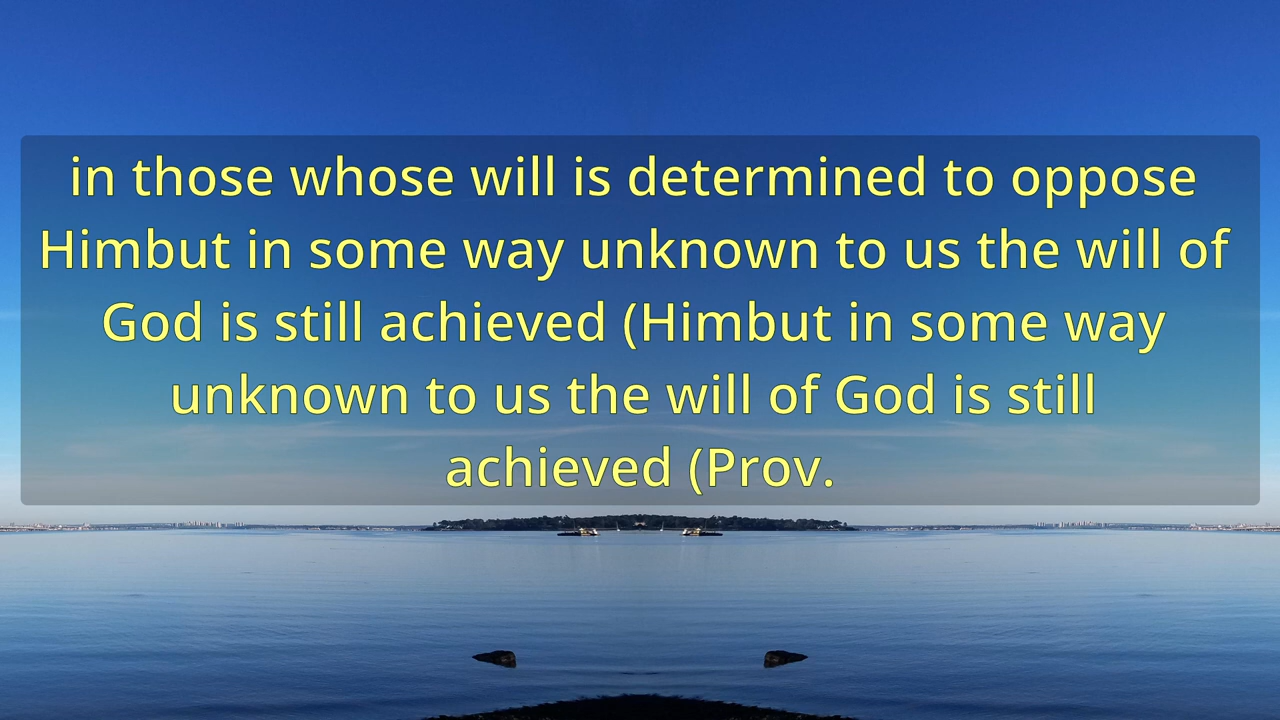 in those whose will is determined to oppose
Himbut in some way unknown to us the will of
God is still achieved (Himbut in some way
unknown to us the will of God is still
achieved (Prov.